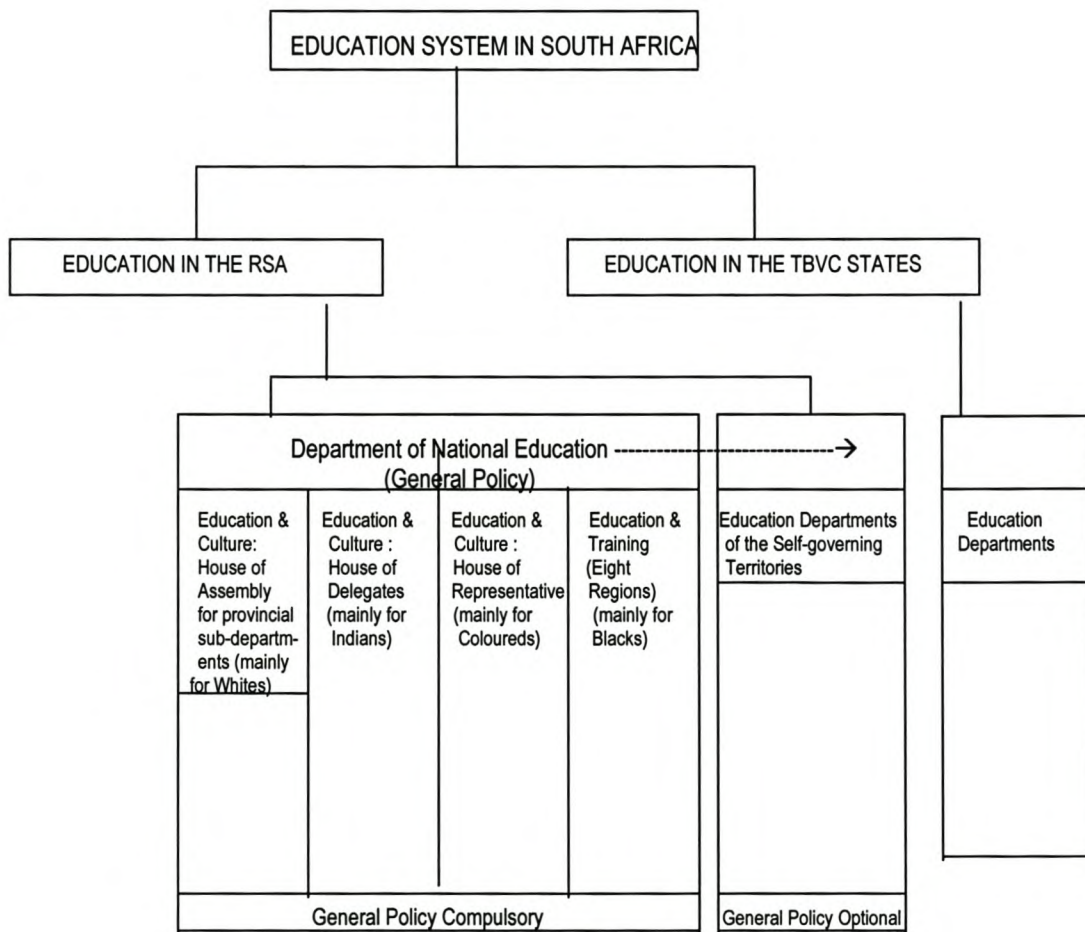 EDUCATION SYSTEM IN SOUTH AFRICA
EDUCATION IN THE RSA
EDUCATION IN THE TBVC STATES
Department of National Education ------------------------→
(General Policy)
Education &
Culture:
House of
Assembly
for provincial
sub-departm-
ents (mainly
for Whites)
Education &
Culture :
House of
Delegates
(mainly for
Indians)
Education &
Culture :
House of
Representative
(mainly for
Coloureds)
Education &
Training
(Eight
Regions)
(mainly for
Blacks)
Education Departments
of the Self-governing
Territories
Education
Departments
General Policy Compulsory
General Policy Optional